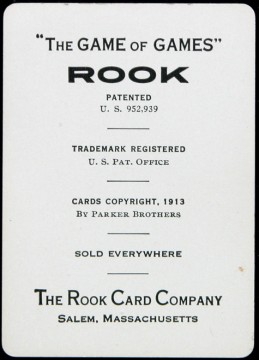 "THE GAME OF GAMES"
ROOK
PATENTED
U. S. 952,939
TRADEMARK REGISTERED
U. S. PAT. OFFICE
CARDS COPYRIGHT, 1913
BY PARKER BROTHERS
SOLD EVERYWHERE
THE ROOK CARD COMPANY
SALEM, MASSACHUSETTS